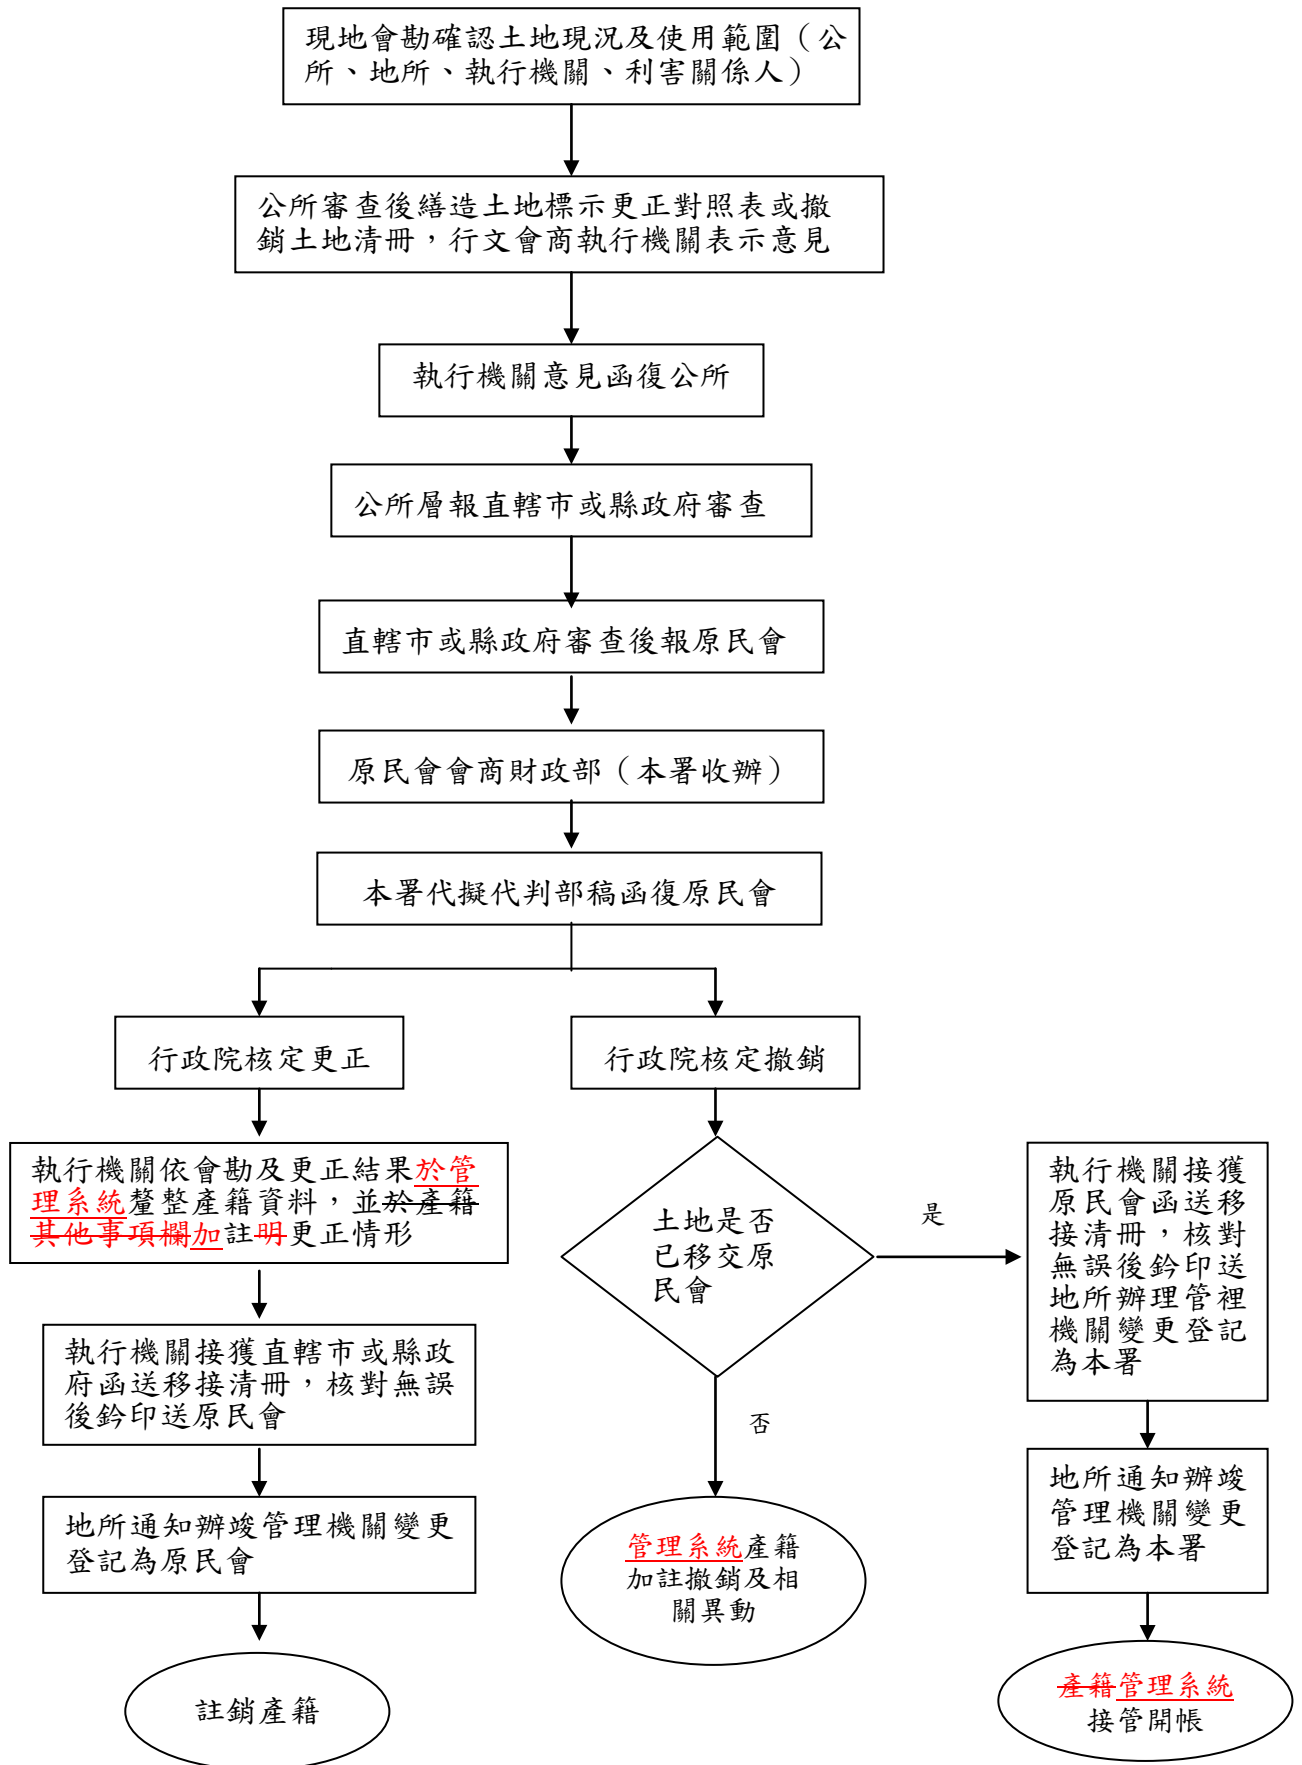 現地會勘確認土地現況及使用範圍（公
所、地所、執行機關、利害關係人）
公所審查後繕造土地標示更正對照表或撤
銷土地清冊，行文會商執行機關表示意見
執行機關意見函復公所
公所層報直轄市或縣政府審查
直轄市或縣政府審查後報原民會
原民會會商財政部（本署收辦）
本署代擬代判部稿函復原民會
行政院核定更正
行政院核定撤銷
執行機關依會勘及更正結果於管
理系統釐整產籍資料，並於產籍
其他事項欄加註明更正情形
執行機關接獲直轄市或縣政
府函送移接清冊，核對無誤
後鈐印送原民會
地所通知辦竣管理機關變更
登記為原民會
註銷產籍
土地是否
已移交原
民會
是
否
管理系統產籍
加註撤銷及相
關異動
執行機關接獲
原民會函送移
接清冊，核對
無誤後鈐印送
地所辦理管裡
機關變更登記
為本署
地所通知辦竣
管理機關變更
登記為本署
產籍管理系統
接管開帳